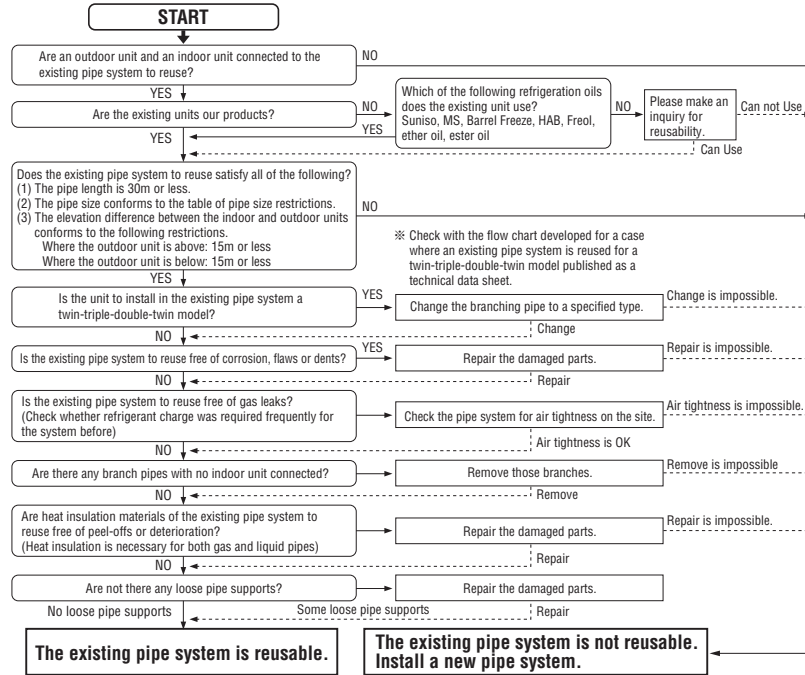 START
Are an outdoor unit and an indoor unit connected to the
existing pipe system to reuse?
NO
YES
Are the existing units our products?
NO
Which of the following refrigeration oils
does the existing unit use?
Suniso, MS, Barrel Freeze, HAB, Freol,
ether oil, ester oil
NO
Please make an
inquiry for
reusability.
Can not Use
YES
YES
Can Use
Does the existing pipe system to reuse satisfy all of the following?
(1) The pipe length is 30m or less.
(2) The pipe size conforms to the table of pipe size restrictions.
(3) The elevation difference between the indoor and outdoor units
conforms to the following restrictions.
Where the outdoor unit is above: 15m or less
Where the outdoor unit is below: 15m or less
NO
※ Check with the flow chart developed for a case
where an existing pipe system is reused for a
twin-triple-double-twin model published as a
technical data sheet.
YES
Is the unit to install in the existing pipe system a
twin-triple-double-twin model?
YES
Change the branching pipe to a specified type.
Change is impossible.
NO
Change
Is the existing pipe system to reuse free of corrosion, flaws or dents?
YES
Repair the damaged parts.
Repair is impossible.
NO
Repair
Is the existing pipe system to reuse free of gas leaks?
(Check whether refrigerant charge was required frequently for
the system before)
Check the pipe system for air tightness on the site.
Air tightness is impossible.
NO
Air tightness is OK
Are there any branch pipes with no indoor unit connected?
Remove those branches.
Remove is impossible
NO
Remove
Are heat insulation materials of the existing pipe system to
reuse free of peel-offs or deterioration?
(Heat insulation is necessary for both gas and liquid pipes)
Repair the damaged parts.
Repair is impossible.
NO
Repair
Are not there any loose pipe supports?
Repair the damaged parts.
No loose pipe supports
Some loose pipe supports
Repair
The existing pipe system is reusable.
The existing pipe system is not reusable.
Install a new pipe system.